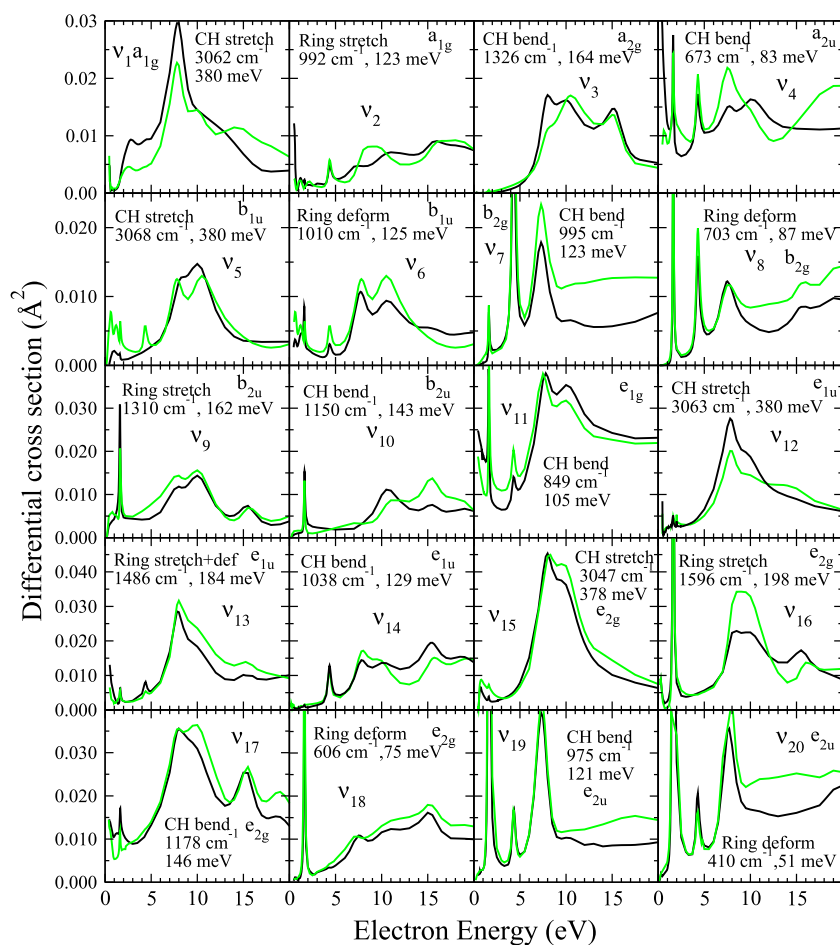 0.03
0.02
0.01
0.00
ν1 a1g
CH stretch
3062 cm-1
380 meV
Ring stretch a1g
992 cm-1, 123 meV
ν2
CH bend a2g
1326 cm-1, 164 meV
ν3
CH bend a2u
673 cm-1, 83 meV
ν4
0.020
0.010
0.000
CH stretch b1u
3068 cm-1, 380 meV
ν5
Ring deform b1u
1010 cm-1, 125 meV
ν6
b2g
ν7
CH bend
995 cm-1
123 meV
Ring deform
703 cm-1, 87 meV
ν8 b2g
0.030
0.020
0.010
0.000
Ring stretch b2u
1310 cm-1, 162 meV
ν9
CH bend b2u
1150 cm-1, 143 meV
ν10
e1g
ν11
CH bend
849 cm-1
105 meV
CH stretch e1u
3063 cm-1, 380 meV
ν12
0.040
0.030
0.020
0.010
0.000
Ring stretch+def e1u
1486 cm-1, 184 meV
ν13
CH bend e1u
1038 cm-1, 129 meV
ν14
CH stretch
3047 cm-1
378 meV
ν15 e2g
Ring stretch e2g
1596 cm-1, 198 meV
ν16
0.030
0.020
0.010
0.000
ν17
CH bend e2g
1178 cm-1
146 meV
Ring deform e2g
606 cm-1,75 meV
ν18
ν19
CH bend
975 cm-1
121 meV
e2u
ν20 e2u
Ring deform
410 cm-1,51 meV
0 5 10 15 0 5 10 15 0 5 10 15 0 5 10 15
Electron Energy (eV)
Differential cross section (Å2)